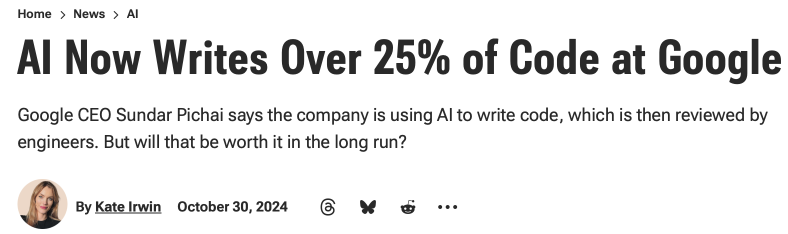 Home > News > AI
AI Now Writes Over 25% of Code at Google
Google CEO Sundar Pichai says the company is using AI to write code, which is then reviewed by
engineers. But will that be worth it in the long run?
By Kate Irwin October 30, 2024